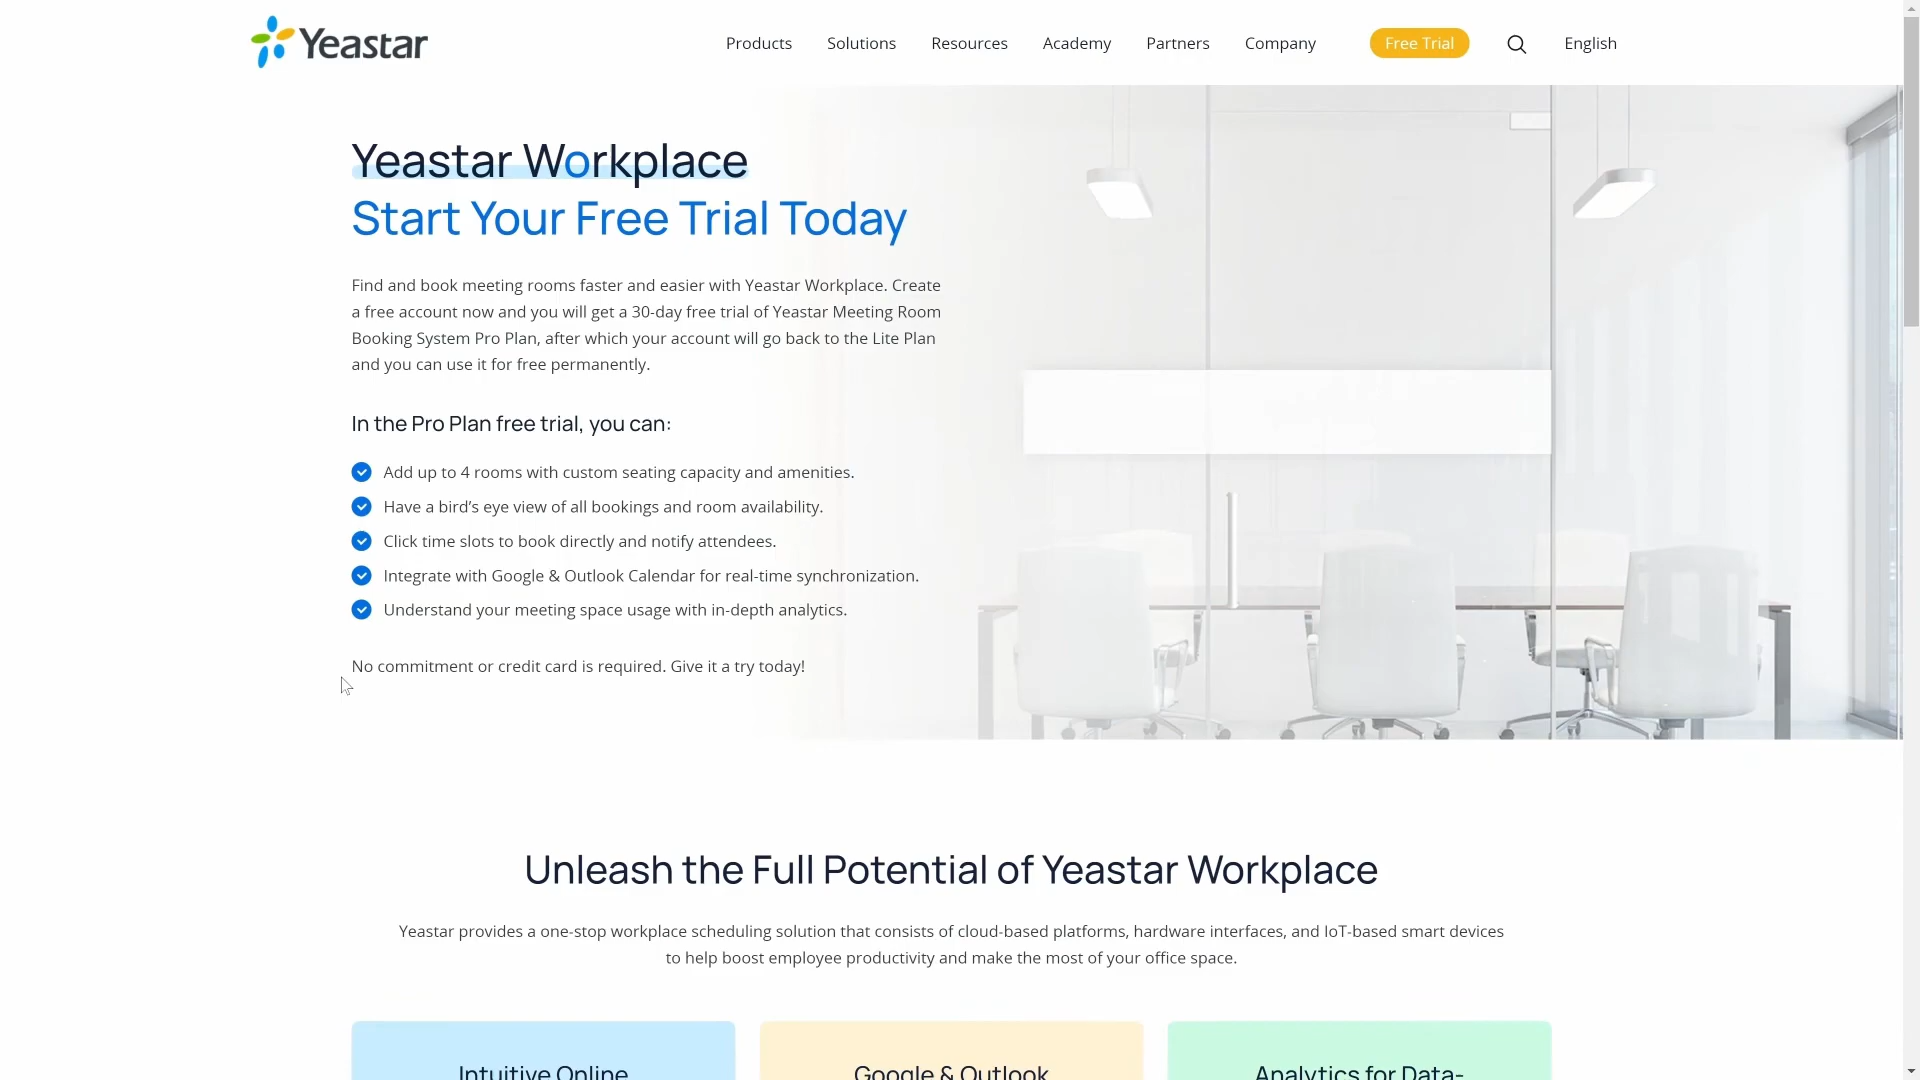 Yeastar
Products
Solutions
Resources
Academy
Partners
Company
Free Trial
English
Yeastar Workplace
Start Your Free Trial Today
Find and book meeting rooms faster and easier with Yeastar Workplace. Create
a free account now and you will get a 30-day free trial of Yeastar Meeting Room
Booking System Pro Plan, after which your account will go back to the Lite Plan
and you can use it for free permanently.
In the Pro Plan free trial, you can:
Add up to 4 rooms with custom seating capacity and amenities.
Have a bird’s eye view of all bookings and room availability.
Click time slots to book directly and notify attendees.
Integrate with Google & Outlook Calendar for real-time synchronization.
Understand your meeting space usage with in-depth analytics.
No commitment or credit card is required. Give it a try today!
Unleash the Full Potential of Yeastar Workplace
Yeastar provides a one-stop workplace scheduling solution that consists of cloud-based platforms, hardware interfaces, and IoT-based smart devices
to help boost employee productivity and make the most of your office space.
Intuitive Online
Google & Outlook
Analytics for Data-